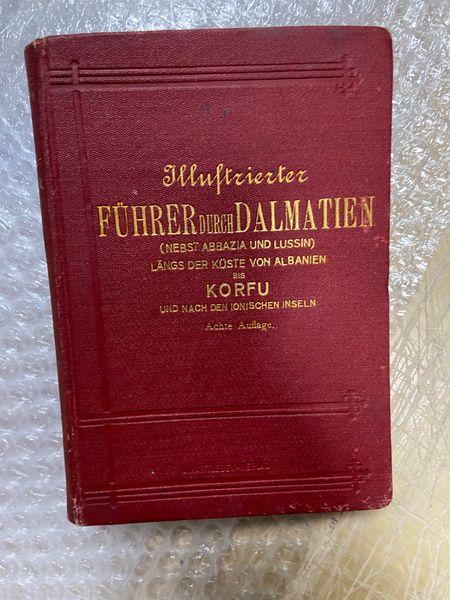 Illustrierter
FÜHRER DURCH DALMATIEN
(NEBST ABBAZIA UND LUSSIN)
LÄNGS DER KÜSTE VON ALBANIEN
BIS
KORFU
UND NACH DEN IONISCHEN INSELN
Achte Auflage.